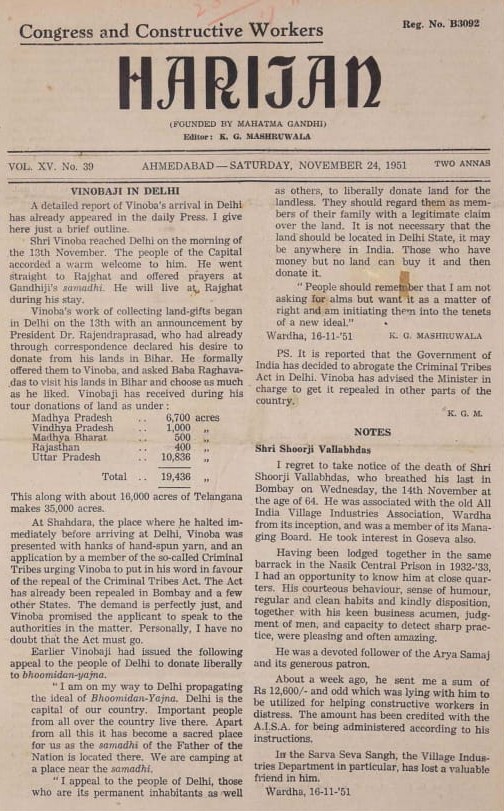 Congress and Constructive Workers
Reg. No. B3092
HARIJAN
(FOUNDED BY MAHATMA GANDHI)
Editor: K. G. MASHRUWALA
VOL. XV. No. 39
AHMEDABAD — SATURDAY, NOVEMBER 24, 1951
TWO ANNAS
VINOBAJI IN DELHI
A detailed report of Vinoba's arrival in Delhi
has already appeared in the daily Press. I give
here just a brief outline.
Shri Vinoba reached Delhi on the morning of
the 13th November. The people of the Capital
accorded a warm welcome to him. He went
straight to Rajghat and offered prayers at
Gandhiji's samadhi. He will live at Rajghat
during his stay.
Vinoba's work of collecting land-gifts began
in Delhi on the 13th with an announcement by
President Dr. Rajendraprasad, who had already
through correspondence declared his desire to
donate from his lands in Bihar. He formally
offered them to Vinoba, and asked Baba Raghava-
das to visit his lands in Bihar and choose as much
as he liked. Vinobaji has received during his
tour donations of land as under:
Madhya Pradesh .. 6,700 acres
Vindhya Pradesh .. 1,000 „
Madhya Bharat .. 500 „
Rajasthan .. 400 „
Uttar Pradesh .. 10,836 „
Total .. 19,436 „
This along with about 16,000 acres of Telangana
makes 35,000 acres.
At Shahdara, the place where he halted im-
mediately before arriving at Delhi, Vinoba was
presented with hanks of hand-spun yarn, and an
application by a member of the so-called Criminal
Tribes urging Vinoba to put in his word in favour
of the repeal of the Criminal Tribes Act. The Act
has already been repealed in Bombay and a few
other States. The demand is perfectly just, and
Vinoba promised the applicant to speak to the
authorities in the matter. Personally, I have no
doubt that the Act must go.
Earlier Vinobaji had issued the following
appeal to the people of Delhi to donate liberally
to bhoomidan-yajna.
"I am on my way to Delhi propagating
the ideal of Bhoomidan-Yajna. Delhi is the
capital of our country. Important people
from all over the country live there. Apart
from all this it has become a sacred place
for us as the samadhi of the Father of the
Nation is located there. We are camping at
a place near the samadhi.
"I appeal to the people of Delhi, those
who are its permanent inhabitants as well
as others, to liberally donate land for the
landless. They should regard them as mem-
bers of their family with a legitimate claim
over the land. It is not necessary that the
land should be located in Delhi State, it may
be anywhere in India. Those who have
money but no land can buy it and then
donate it.
"People should remember that I am not
asking for alms but want it as a matter of
right and am initiating them into the tenets
of a new ideal."
Wardha, 16-11-'51 K. G. MASHRUWALA
PS. It is reported that the Government of
India has decided to abrogate the Criminal Tribes
Act in Delhi. Vinoba has advised the Minister in
charge to get it repealed in other parts of the
country.
K. G. M.
NOTES
Shri Shoorji Vallabhdas
I regret to take notice of the death of Shri
Shoorji Vallabhdas, who breathed his last in
Bombay on Wednesday, the 14th November at
the age of 64. He was associated with the old All
India Village Industries Association, Wardha
from its inception, and was a member of its Mana-
ging Board. He took interest in Goseva also.
Having been lodged together in the same
barrack in the Nasik Central Prison in 1932-'33,
I had an opportunity to know him at close quar-
ters. His courteous behaviour, sense of humour,
regular and clean habits and kindly disposition,
together with his keen business acumen, judg-
ment of men, and capacity to detect sharp prac-
tice, were pleasing and often amazing.
He was a devoted follower of the Arya Samaj
and its generous patron.
About a week ago, he sent me a sum of
Rs 12,600/- and odd which was lying with him to
be utilized for helping constructive workers in
distress. The amount has been credited with the
A.I.S.A. for being administered according to his
instructions.
In the Sarva Seva Sangh, the Village Indus-
tries Department in particular, has lost a valuable
friend in him.
Wardha, 16-11-'51